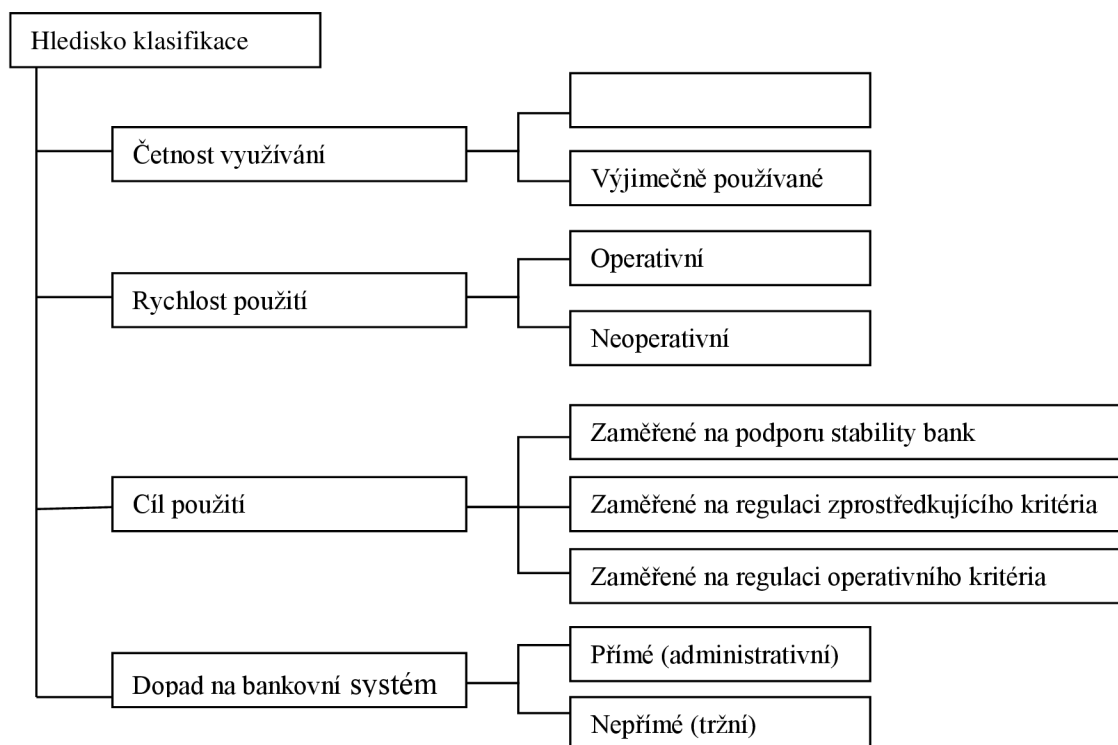 Hledisko klasifikace
Četnost využívání
Výjimečně používané
Rychlost použití
Operativní
Neoperativní
Cíl použití
Zaměřené na podporu stability bank
Zaměřené na regulaci zprostředkujícího kritéria
Zaměřené na regulaci operativního kritéria
Dopad na bankovní systém
Přímé (administrativní)
Nepřímé (tržní)